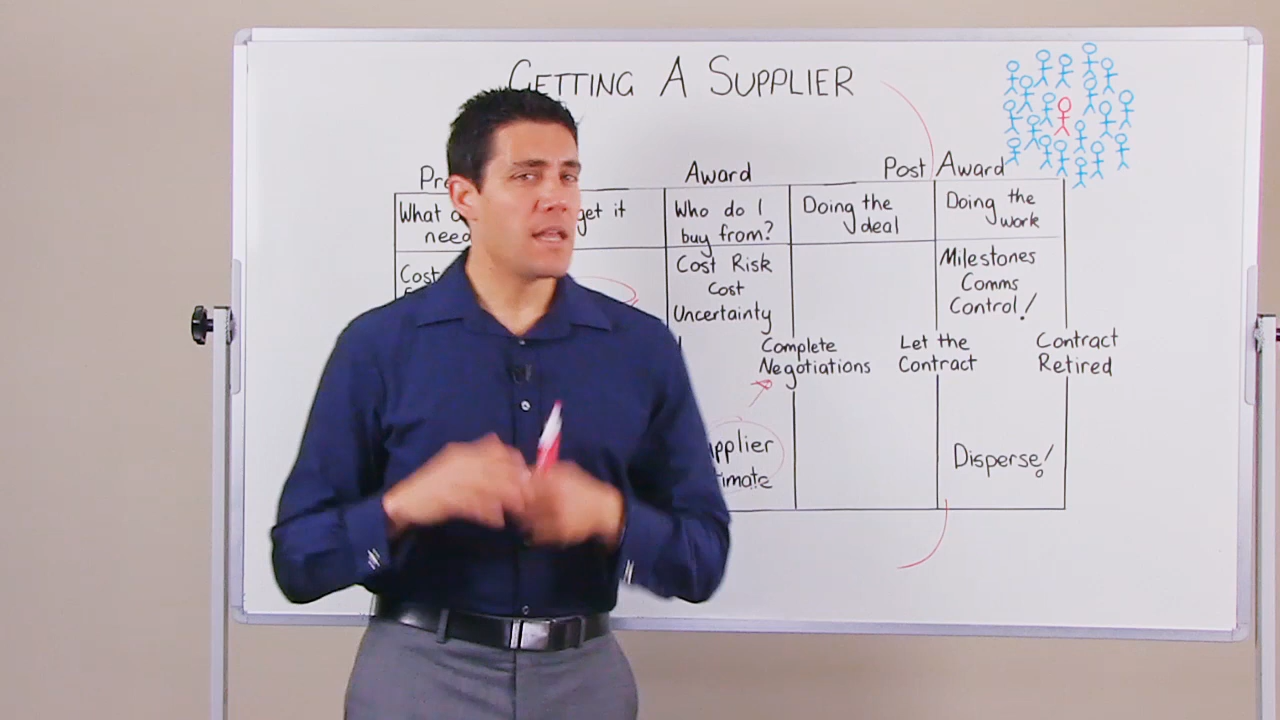 GETTING A SUPPLIER
Award
Post Award
What
need
get it
Who do I
buy from?
Doing the
deal
Doing the
work
Cost
Cost Risk
Cost
Uncertainty
Milestones
Comms
Control!
Complete
Negotiations
Let the
Contract
Contract
Retired
Disperse!